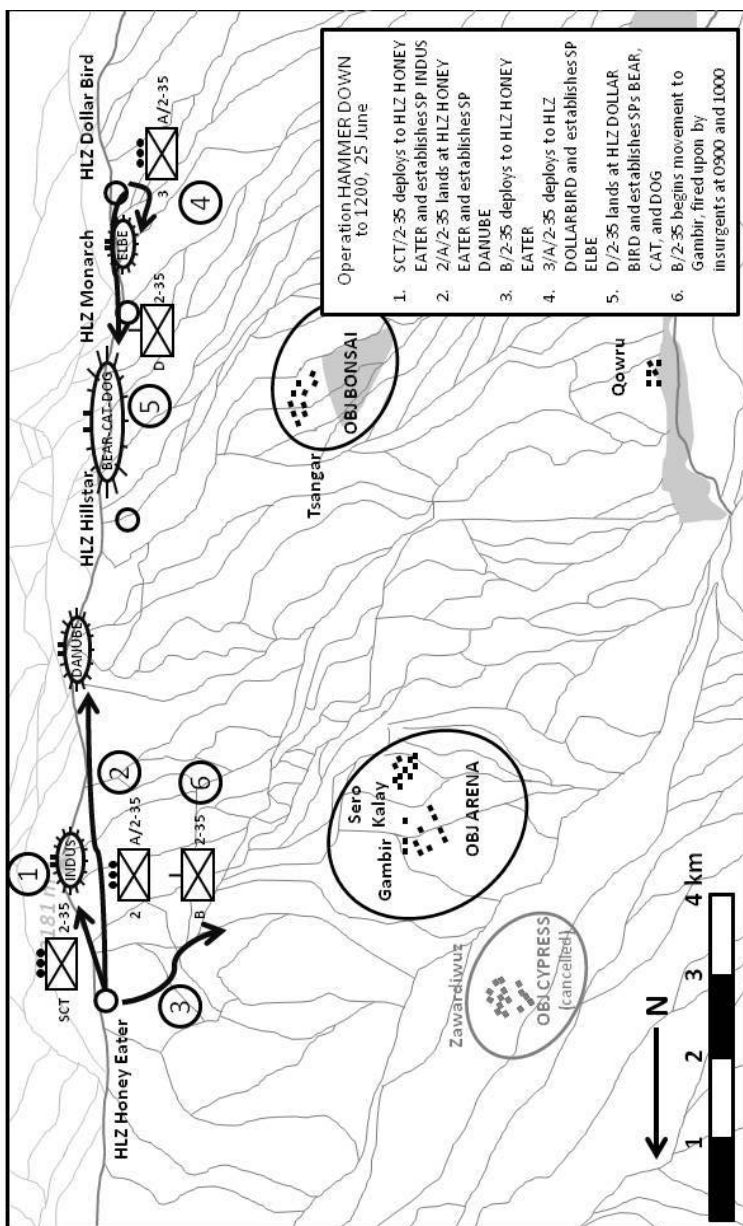 Operation HAMMER DOWN
to 1200, 25 June
1. SCT/2-35 deploys to HLZ HONEY
EATER and establishes SP INDUS
2. 2/A/2-35 lands at HLZ HONEY
EATER and establishes SP
DANUBE
3. B/2-35 deploys to HLZ HONEY
EATER
4. 3/A/2-35 deploys to HLZ
DOLLARBIRD and establishes SP
ELBE
5. D/2-35 lands at HLZ DOLLAR
BIRD and establishes SPs BEAR,
CAT, and DOG
6. B/2-35 begins movement to
Gambir, fired upon by
insurgents at 0900 and 1000
HLZ Honey Eater
SCT
2-35
1
INDUS
2
A/2-35
2
B
2-35
6
3
DANUBE
HLZ Hillstar
BEAR-CAT-DOG
5
HLZ Monarch
D
2-35
ELBE
HLZ Dollar Bird
3
A/2-35
4
Zawardiwuz
OBJ CYPRESS
(cancelled)
Gambir
Sero
Kalay
OBJ ARENA
Tsangar
OBJ BONSAI
Qowru
N
1
2
3
4 km